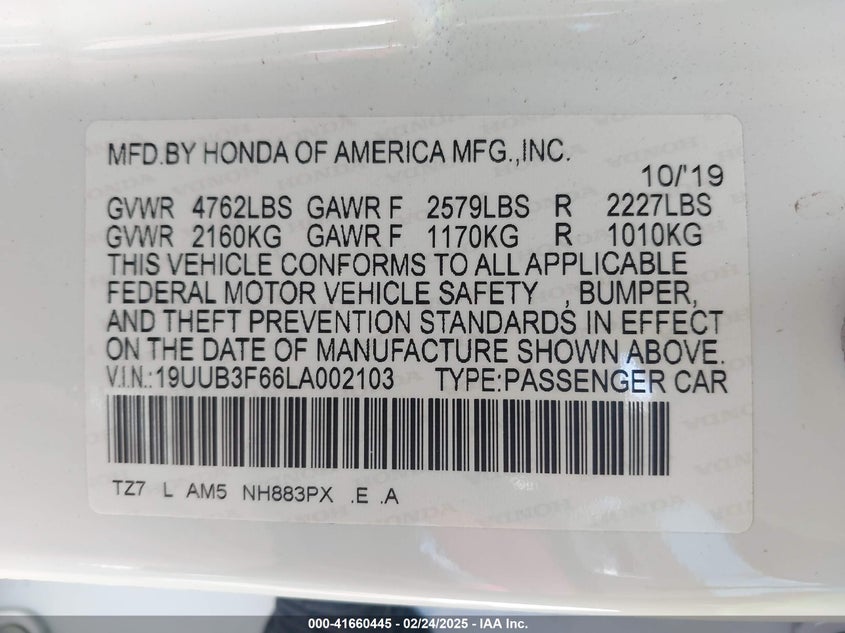 MFD.BY HONDA OF AMERICA MFG.,INC.
10/'19
GVWR 4762LBS GAWR F 2579LBS R 2227LBS
GVWR 2160KG GAWR F 1170KG R 1010KG
THIS VEHICLE CONFORMS TO ALL APPLICABLE
FEDERAL MOTOR VEHICLE SAFETY , BUMPER,
AND THEFT PREVENTION STANDARDS IN EFFECT
ON THE DATE OF MANUFACTURE SHOWN ABOVE.
V.I.N.:19UUB3F66LA002103 TYPE:PASSENGER CAR
TZ7 L AM5 NH883PX .E .A
000-41660445 - 02/24/2025 - IAA Inc.